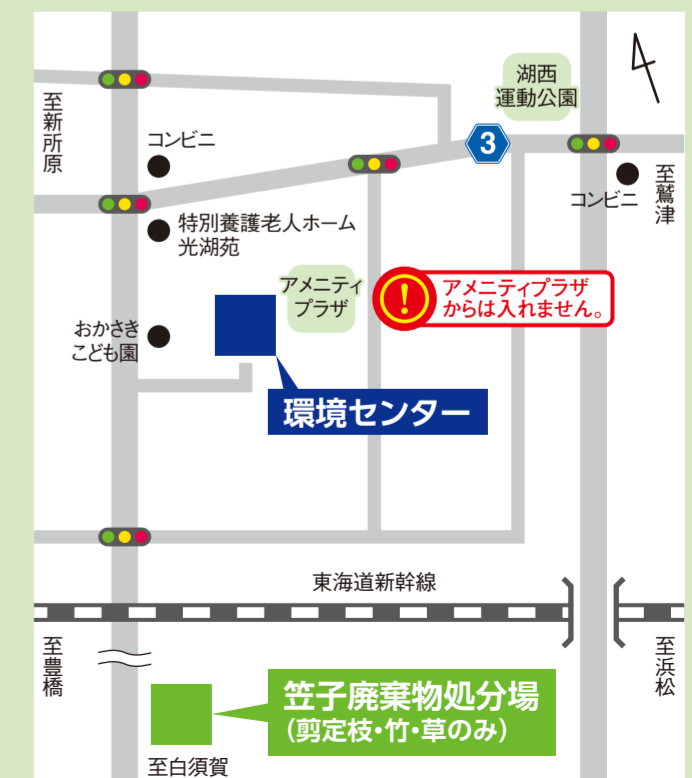 湖西
運動公園
至新所原
コンビニ
3
コンビニ
至鷲津
特別養護老人ホーム
光湖苑
アメニティ
プラザ
!
アメニティプラザ
からは入れません。
おかさき
こども園
環境センター
東海道新幹線
至豊橋
至浜松
笠子廃棄物処分場
（剪定枝・竹・草のみ）
至白須賀